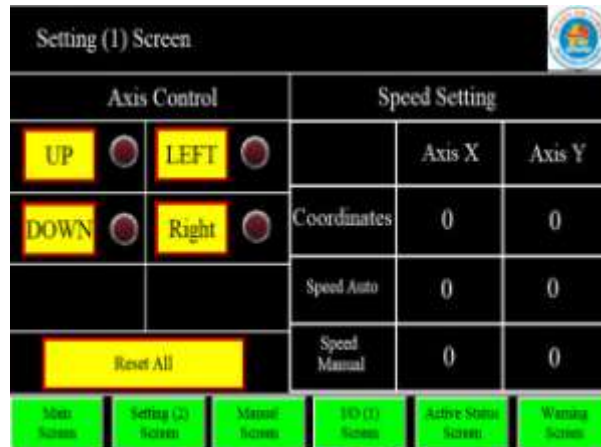 Setting (1) Screen
Axis Control
Speed Setting
UP
LEFT
Axis X
Axis Y
DOWN
Right
Coordinates
0
0
Speed Auto
0
0
Reset All
Speed
Manual
0
0
Main
Screen
Setting (2)
Screen
Manual
Screen
I/O (1)
Screen
Active Status
Screen
Warning
Screen